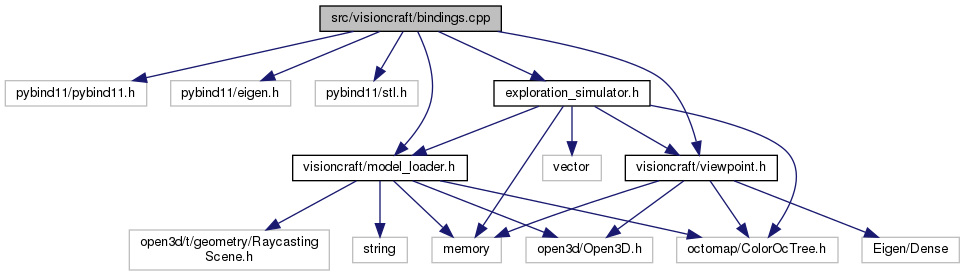 src/visioncraft/bindings.cpp
pybind11/pybind11.h
pybind11/eigen.h
pybind11/stl.h
exploration_simulator.h
visioncraft/model_loader.h
vector
visioncraft/viewpoint.h
open3d/t/geometry/Raycasting
Scene.h
string
memory
open3d/Open3D.h
octomap/ColorOcTree.h
Eigen/Dense